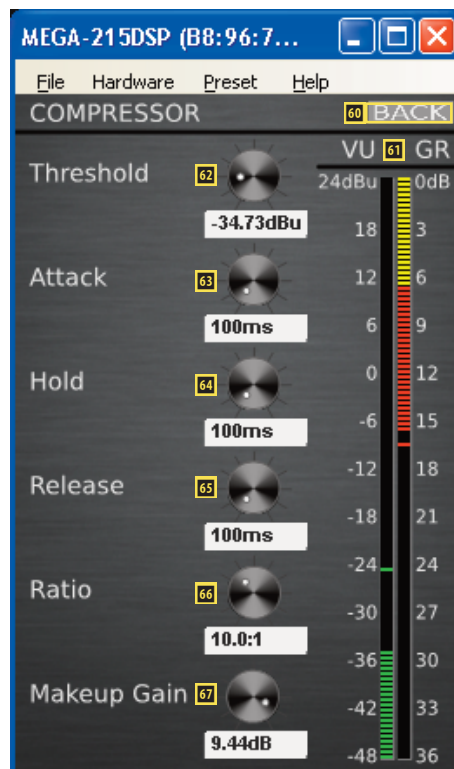 MEGA-215DSP (B8:96:7...
File Hardware Preset Help
COMPRESSOR 60 BACK
VU 61 GR
Threshold 62
-34.73dBu
Attack 63
100ms
Hold 64
100ms
Release 65
100ms
Ratio 66
10.0:1
Makeup Gain 67
9.44dB
24dBu 0dB
18 3
12 6
6 9
0 12
-6 15
-12 18
-18 21
-24 24
-30 27
-36 30
-42 33
-48 36